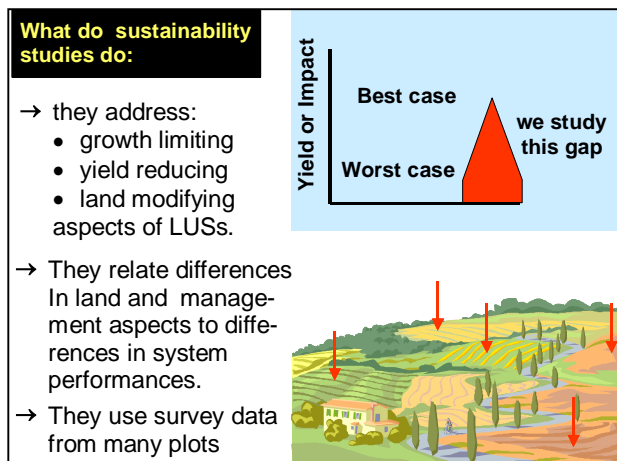 What do sustainability
studies do:
→ they address:
• growth limiting
• yield reducing
• land modifying
aspects of LUSs.
→ They relate differences
In land and manage-
ment aspects to diffe-
rences in system
performances.
→ They use survey data
from many plots
Yield or Impact
Best case
Worst case
we study
this gap